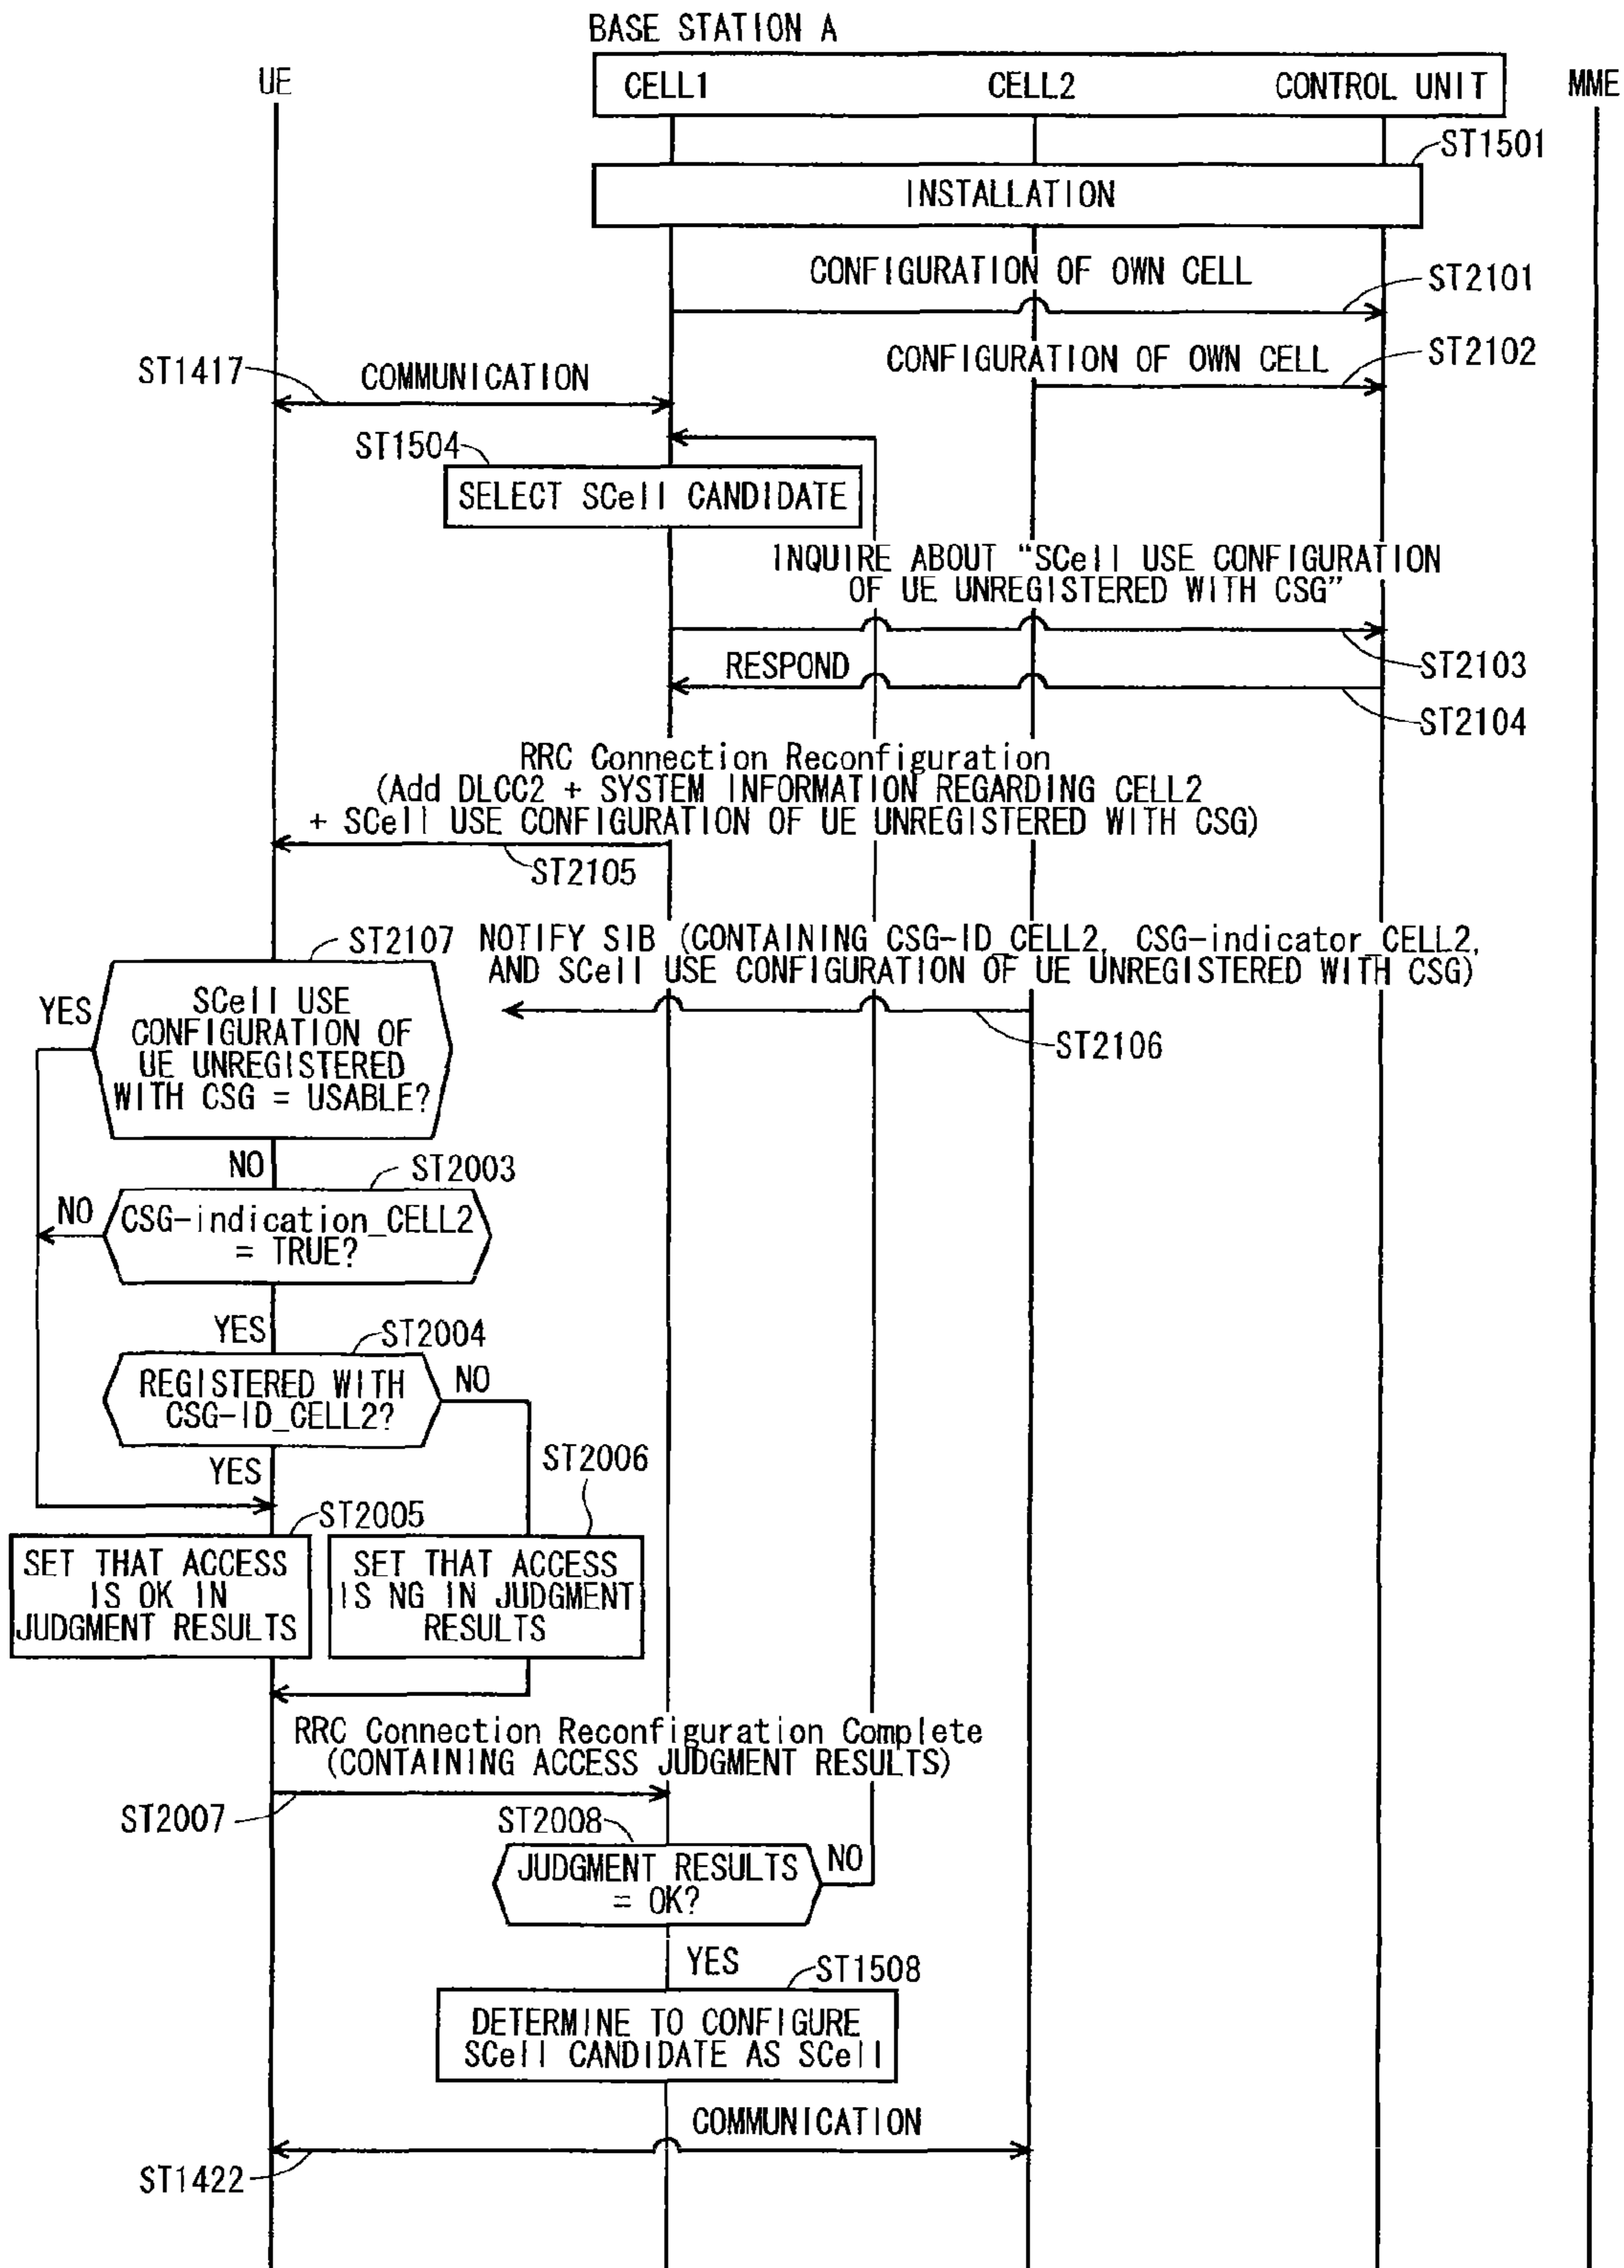 BASE STATION A
UE
CELL1
CELL2
CONTROL UNIT
MME
ST1501
INSTALLATION
CONFIGURATION OF OWN CELL
ST2101
CONFIGURATION OF OWN CELL
ST2102
ST1417
COMMUNICATION
ST1504
SELECT SCell CANDIDATE
INQUIRE ABOUT “SCell USE CONFIGURATION
OF UE UNREGISTERED WITH CSG”
ST2103
RESPOND
ST2104
RRC Connection Reconfiguration
(Add DLCC2 + SYSTEM INFORMATION REGARDING CELL2
+ SCell USE CONFIGURATION OF UE UNREGISTERED WITH CSG)
ST2105
ST2107
NOTIFY SIB (CONTAINING CSG-ID_CELL2, CSG-indicator_CELL2,
AND SCell USE CONFIGURATION OF UE UNREGISTERED WITH CSG)
ST2106
YES
SCell USE
CONFIGURATION OF
UE UNREGISTERED
WITH CSG = USABLE?
NO
ST2003
NO
CSG-indication_CELL2
= TRUE?
YES
ST2004
REGISTERED WITH
CSG-ID_CELL2?
NO
YES
ST2006
ST2005
SET THAT ACCESS
IS OK IN
JUDGMENT RESULTS
SET THAT ACCESS
IS NG IN JUDGMENT
RESULTS
RRC Connection Reconfiguration Complete
(CONTAINING ACCESS JUDGMENT RESULTS)
ST2007
ST2008
JUDGMENT RESULTS
= OK?
NO
YES
ST1508
DETERMINE TO CONFIGURE
SCell CANDIDATE AS SCell
COMMUNICATION
ST1422